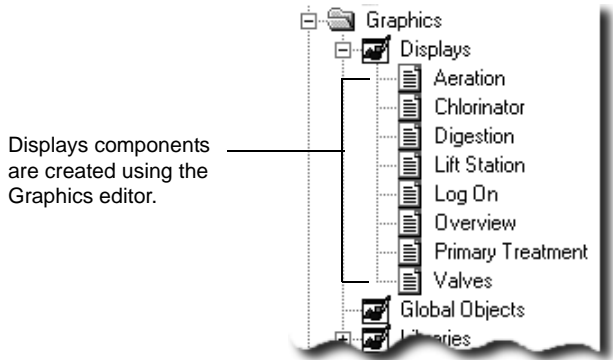 Graphics
Displays
Aeration
Chlorinator
Digestion
Lift Station
Log On
Overview
Primary Treatment
Valves
Global Objects
Libraries
Displays components
are created using the
Graphics editor.